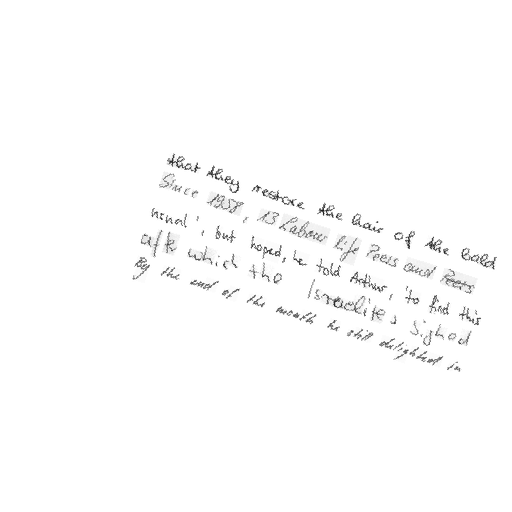 that they restore the hair of the bald
Since 1958, 13 Labour life Peers and Peers
', but hoped, he told Arthur, 'to find this
which the Israelites sighed
By the end of the month he still delighted in